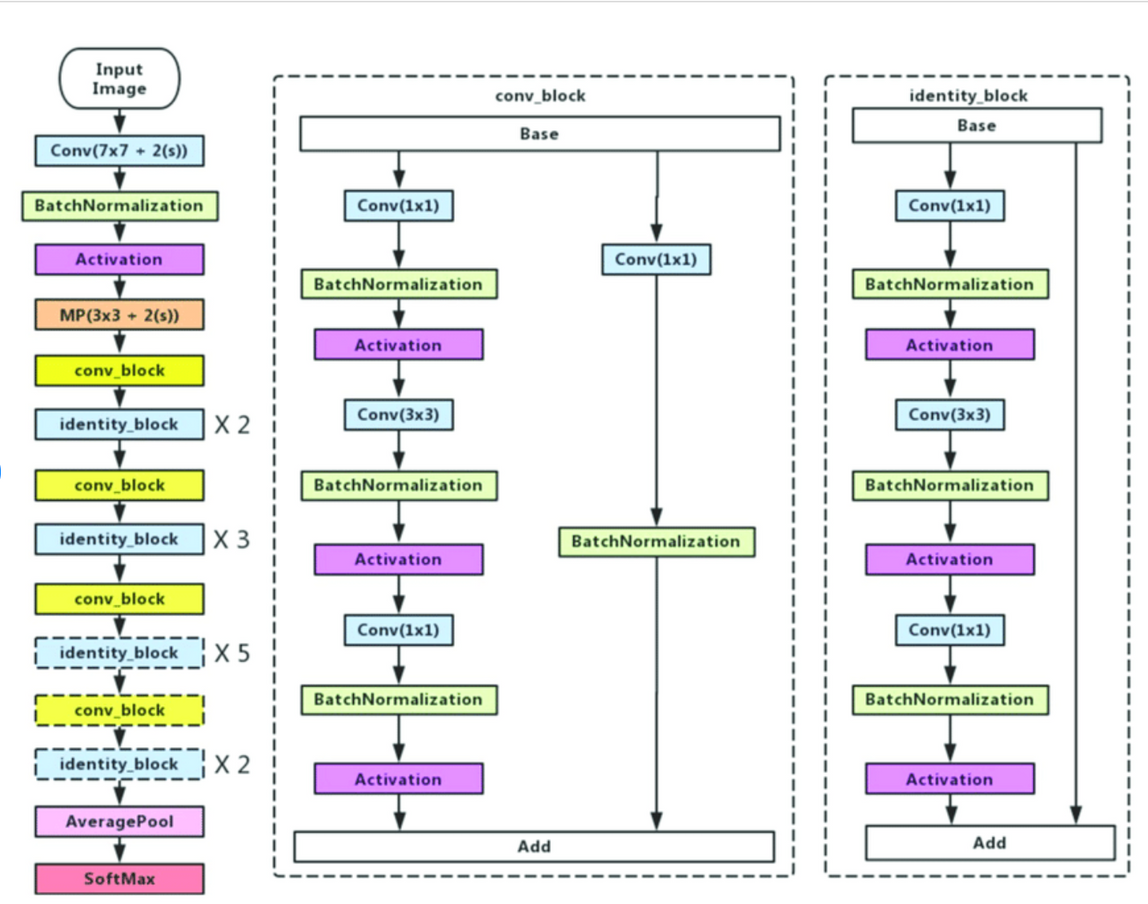 Input
Image
Conv(7x7 + 2(s))
BatchNormalization
Activation
MP(3x3 + 2(s))
conv_block
identity_block X 2
conv_block
identity_block X 3
conv_block
identity_block X 5
conv_block
identity_block X 2
AveragePool
SoftMax
conv_block
Base
Conv(1x1)
BatchNormalization
Activation
Conv(3x3)
BatchNormalization
Activation
Conv(1x1)
BatchNormalization
Activation
Conv(1x1)
BatchNormalization
Add
identity_block
Base
Conv(1x1)
BatchNormalization
Activation
Conv(3x3)
BatchNormalization
Activation
Conv(1x1)
BatchNormalization
Activation
Add